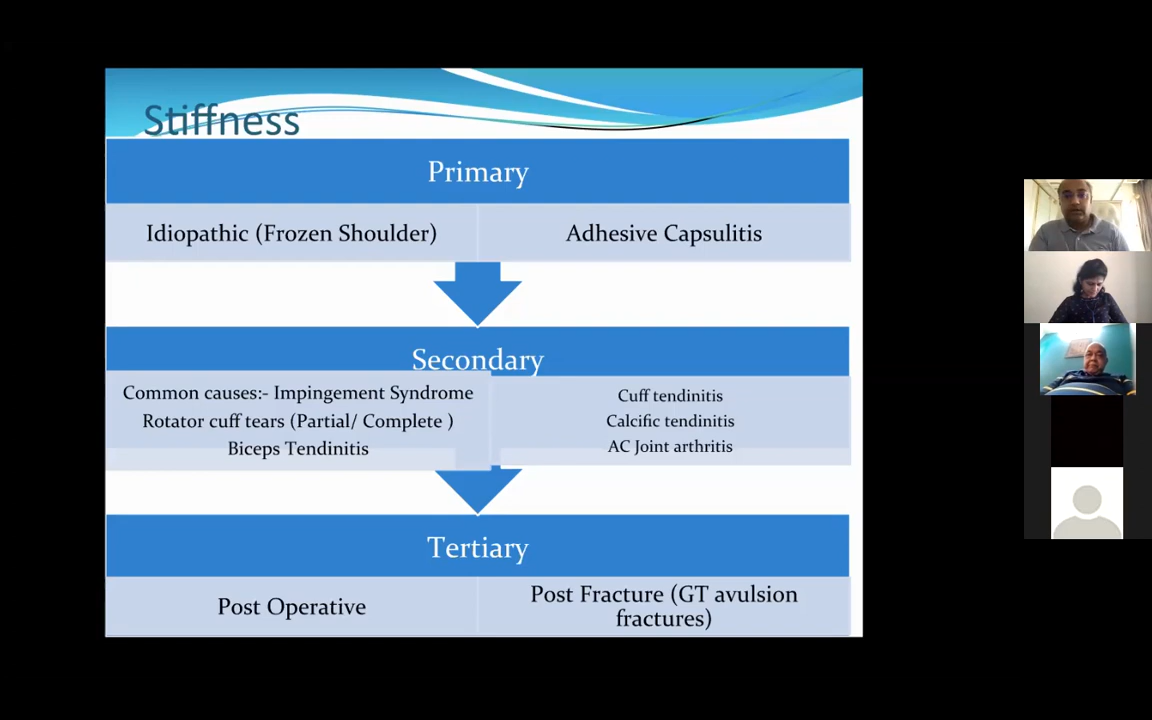 Stiffness
Primary
Idiopathic (Frozen Shoulder)
Adhesive Capsulitis
Secondary
Common causes:- Impingement Syndrome
Rotator cuff tears (Partial/ Complete )
Biceps Tendinitis
Cuff tendinitis
Calcific tendinitis
AC Joint arthritis
Tertiary
Post Operative
Post Fracture (GT avulsion
fractures)